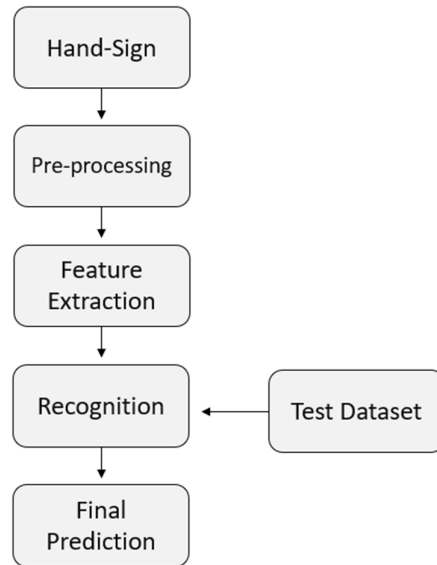 Hand-Sign
Pre-processing
Feature
Extraction
Recognition
Test Dataset
Final
Prediction